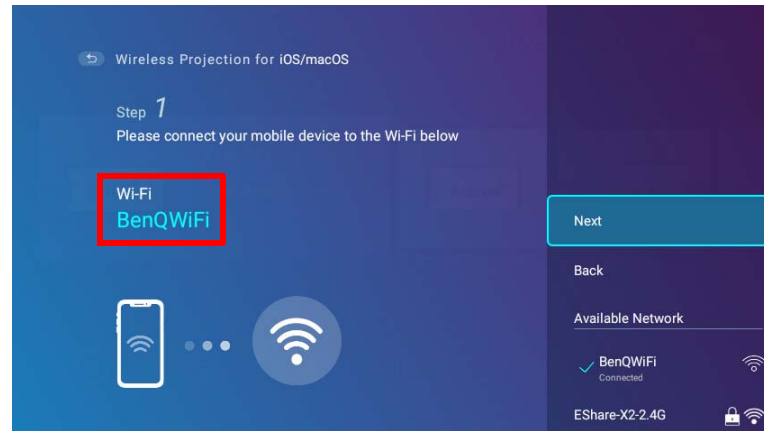 Wireless Projection for iOS/macOS
Step 1
Please connect your mobile device to the Wi-Fi below
Wi-Fi
BenQWiFi
Next
Back
Available Network
BenQWiFi
Connected
EShare-X2-2.4G